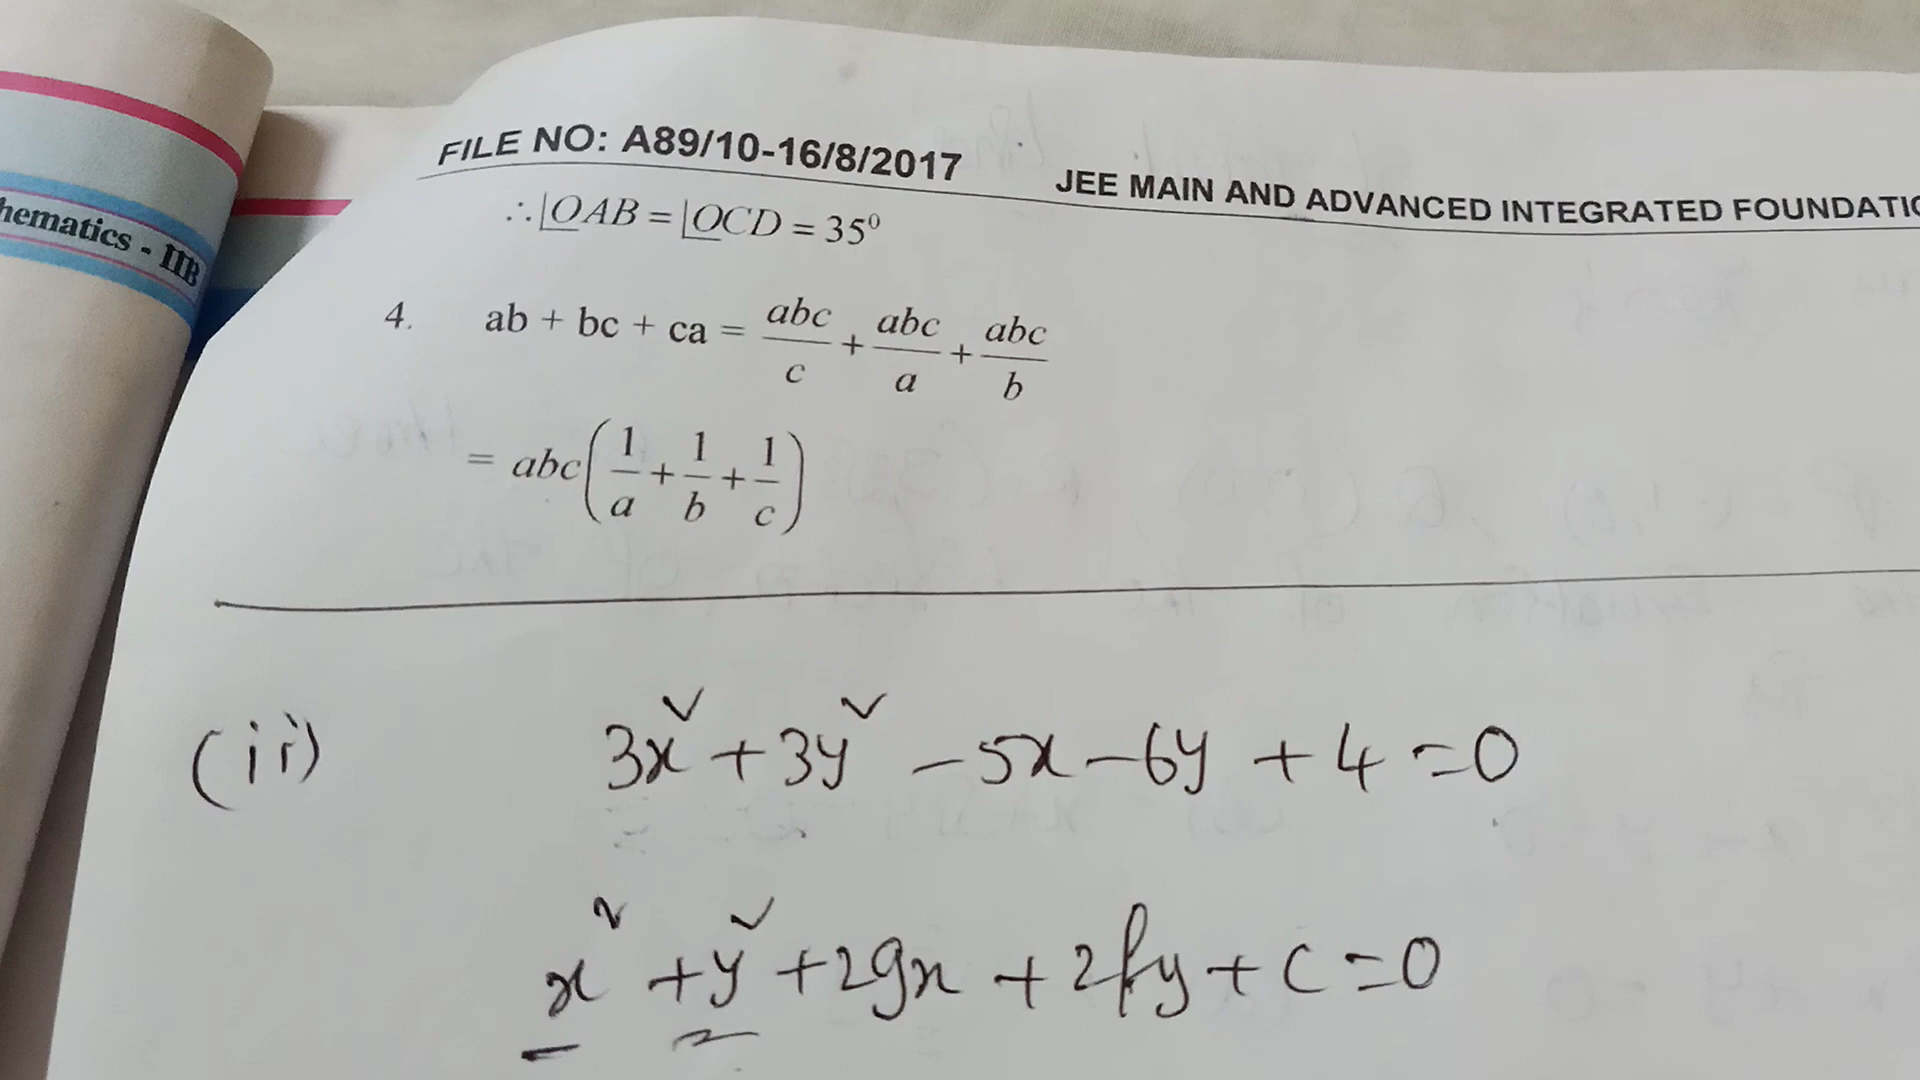 hematics - IIB
FILE NO: A89/10-16/8/2017
JEE MAIN AND ADVANCED INTEGRATED FOUNDATIO
∴ ∠OAB = ∠OCD = 35⁰
4. ab + bc + ca = abc/c + abc/a + abc/b
= abc(1/a + 1/b + 1/c)
(ii) 3x² + 3y² - 5x - 6y + 4 = 0
x² + y² + 2gx + 2fy + c = 0